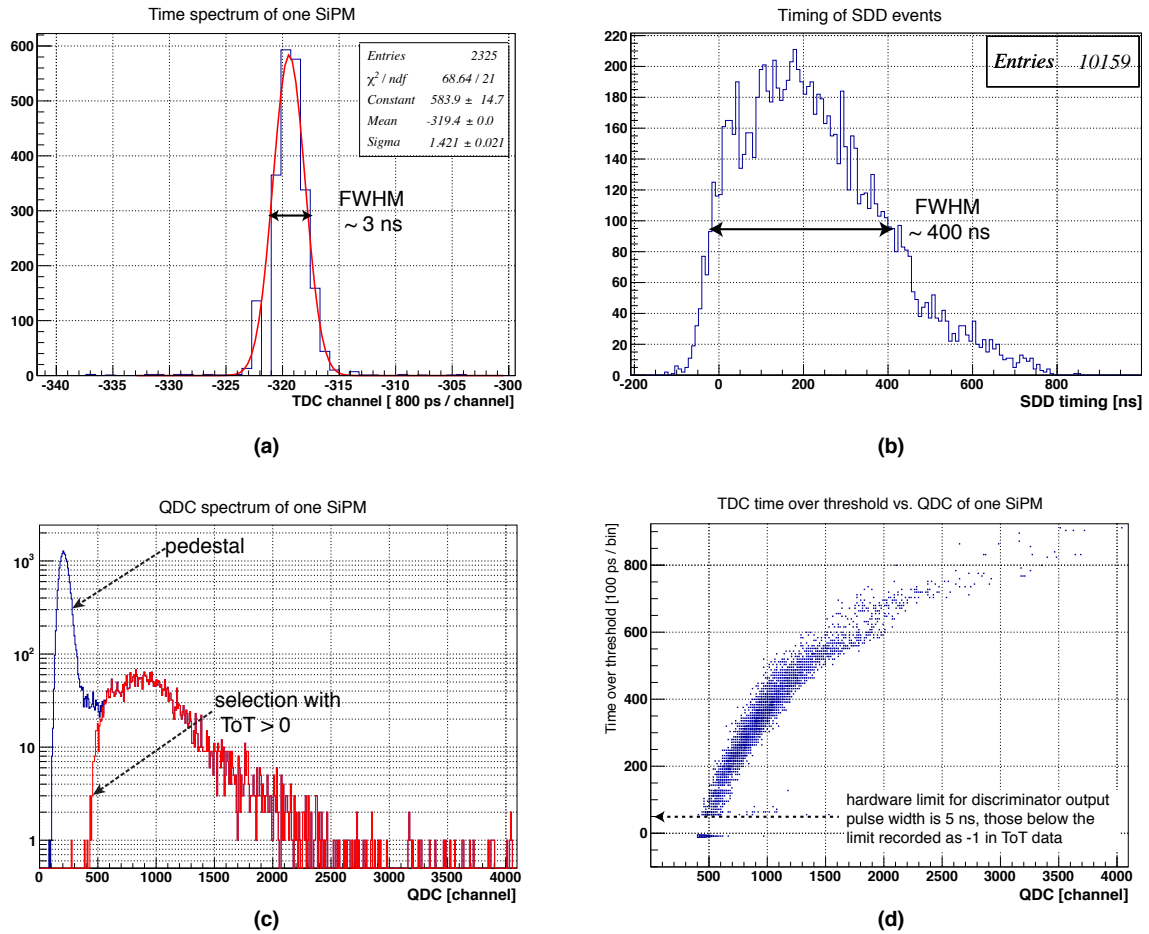 Time spectrum of one SiPM
Entries 2325
χ² / ndf 68.64 / 21
Constant 583.9 ± 14.7
Mean -319.4 ± 0.0
Sigma 1.421 ± 0.021
600
500
400
300
200
100
0
FWHM
~ 3 ns
-340 -335 -330 -325 -320 -315 -310 -305 -300
TDC channel [ 800 ps / channel]
(a)
Timing of SDD events
Entries 10159
220
200
180
160
140
120
100
80
60
40
20
0
FWHM
~ 400 ns
-200 0 200 400 600 800
SDD timing [ns]
(b)
QDC spectrum of one SiPM
pedestal
10³
10²
10
1
selection with
ToT > 0
0 500 1000 1500 2000 2500 3000 3500 4000
QDC [channel]
(c)
TDC time over threshold vs. QDC of one SiPM
Time over threshold [100 ps / bin]
800
600
400
200
0
hardware limit for discriminator output
pulse width is 5 ns, those below the
limit recorded as -1 in ToT data
500 1000 1500 2000 2500 3000 3500 4000
QDC [channel]
(d)